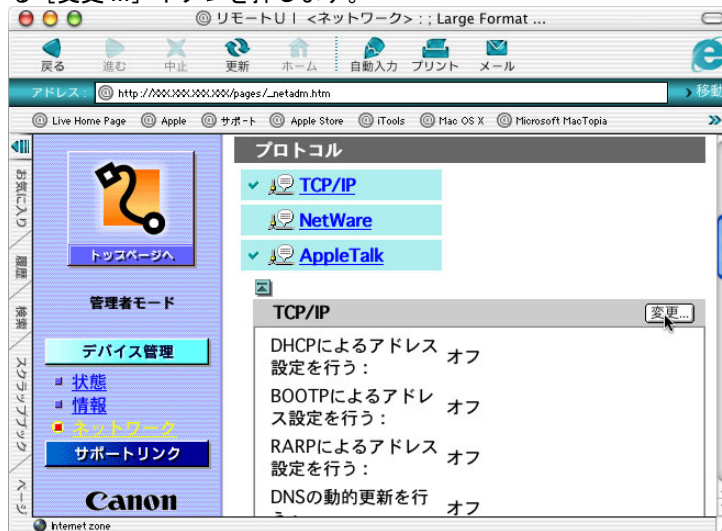 [変更...] ボタンを押します。
リモートUI <ネットワーク> : ; Large Format ...
戻る 進む 中止 更新 ホーム 自動入力 プリント メール
アドレス: http://XXX.XXX.XXX.XXX/pages/_netadm.htm 移動
Live Home Page Apple サポート Apple Store iTools Mac OS X Microsoft MacTopia
お気に入り
履歴
検索
スクラップブック
ページ
トップページへ
管理者モード
デバイス管理
状態
情報
ネットワーク
サポートリンク
Canon
プロトコル
TCP/IP
NetWare
AppleTalk
TCP/IP 変更...
DHCPによるアドレス設定を行う: オフ
BOOTPによるアドレス設定を行う: オフ
RARPによるアドレス設定を行う: オフ
DNSの動的更新を行 オフ
Internet zone